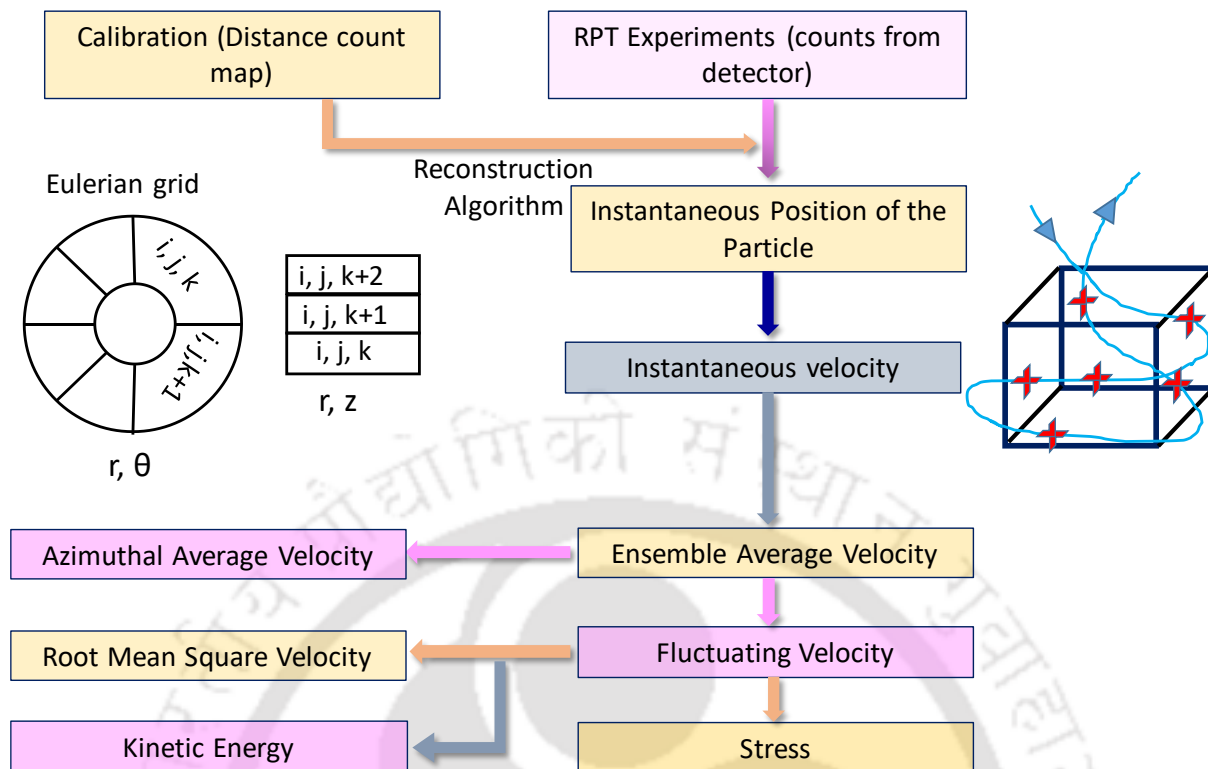 Calibration (Distance count
map)
RPT Experiments (counts from
detector)
Reconstruction
Algorithm
Eulerian grid
i, j, k
i,j,k+1
r, θ
i, j, k+2
i, j, k+1
i, j, k
r, z
Instantaneous Position of the
Particle
Instantaneous velocity
Azimuthal Average Velocity
Ensemble Average Velocity
Root Mean Square Velocity
Fluctuating Velocity
Kinetic Energy
Stress